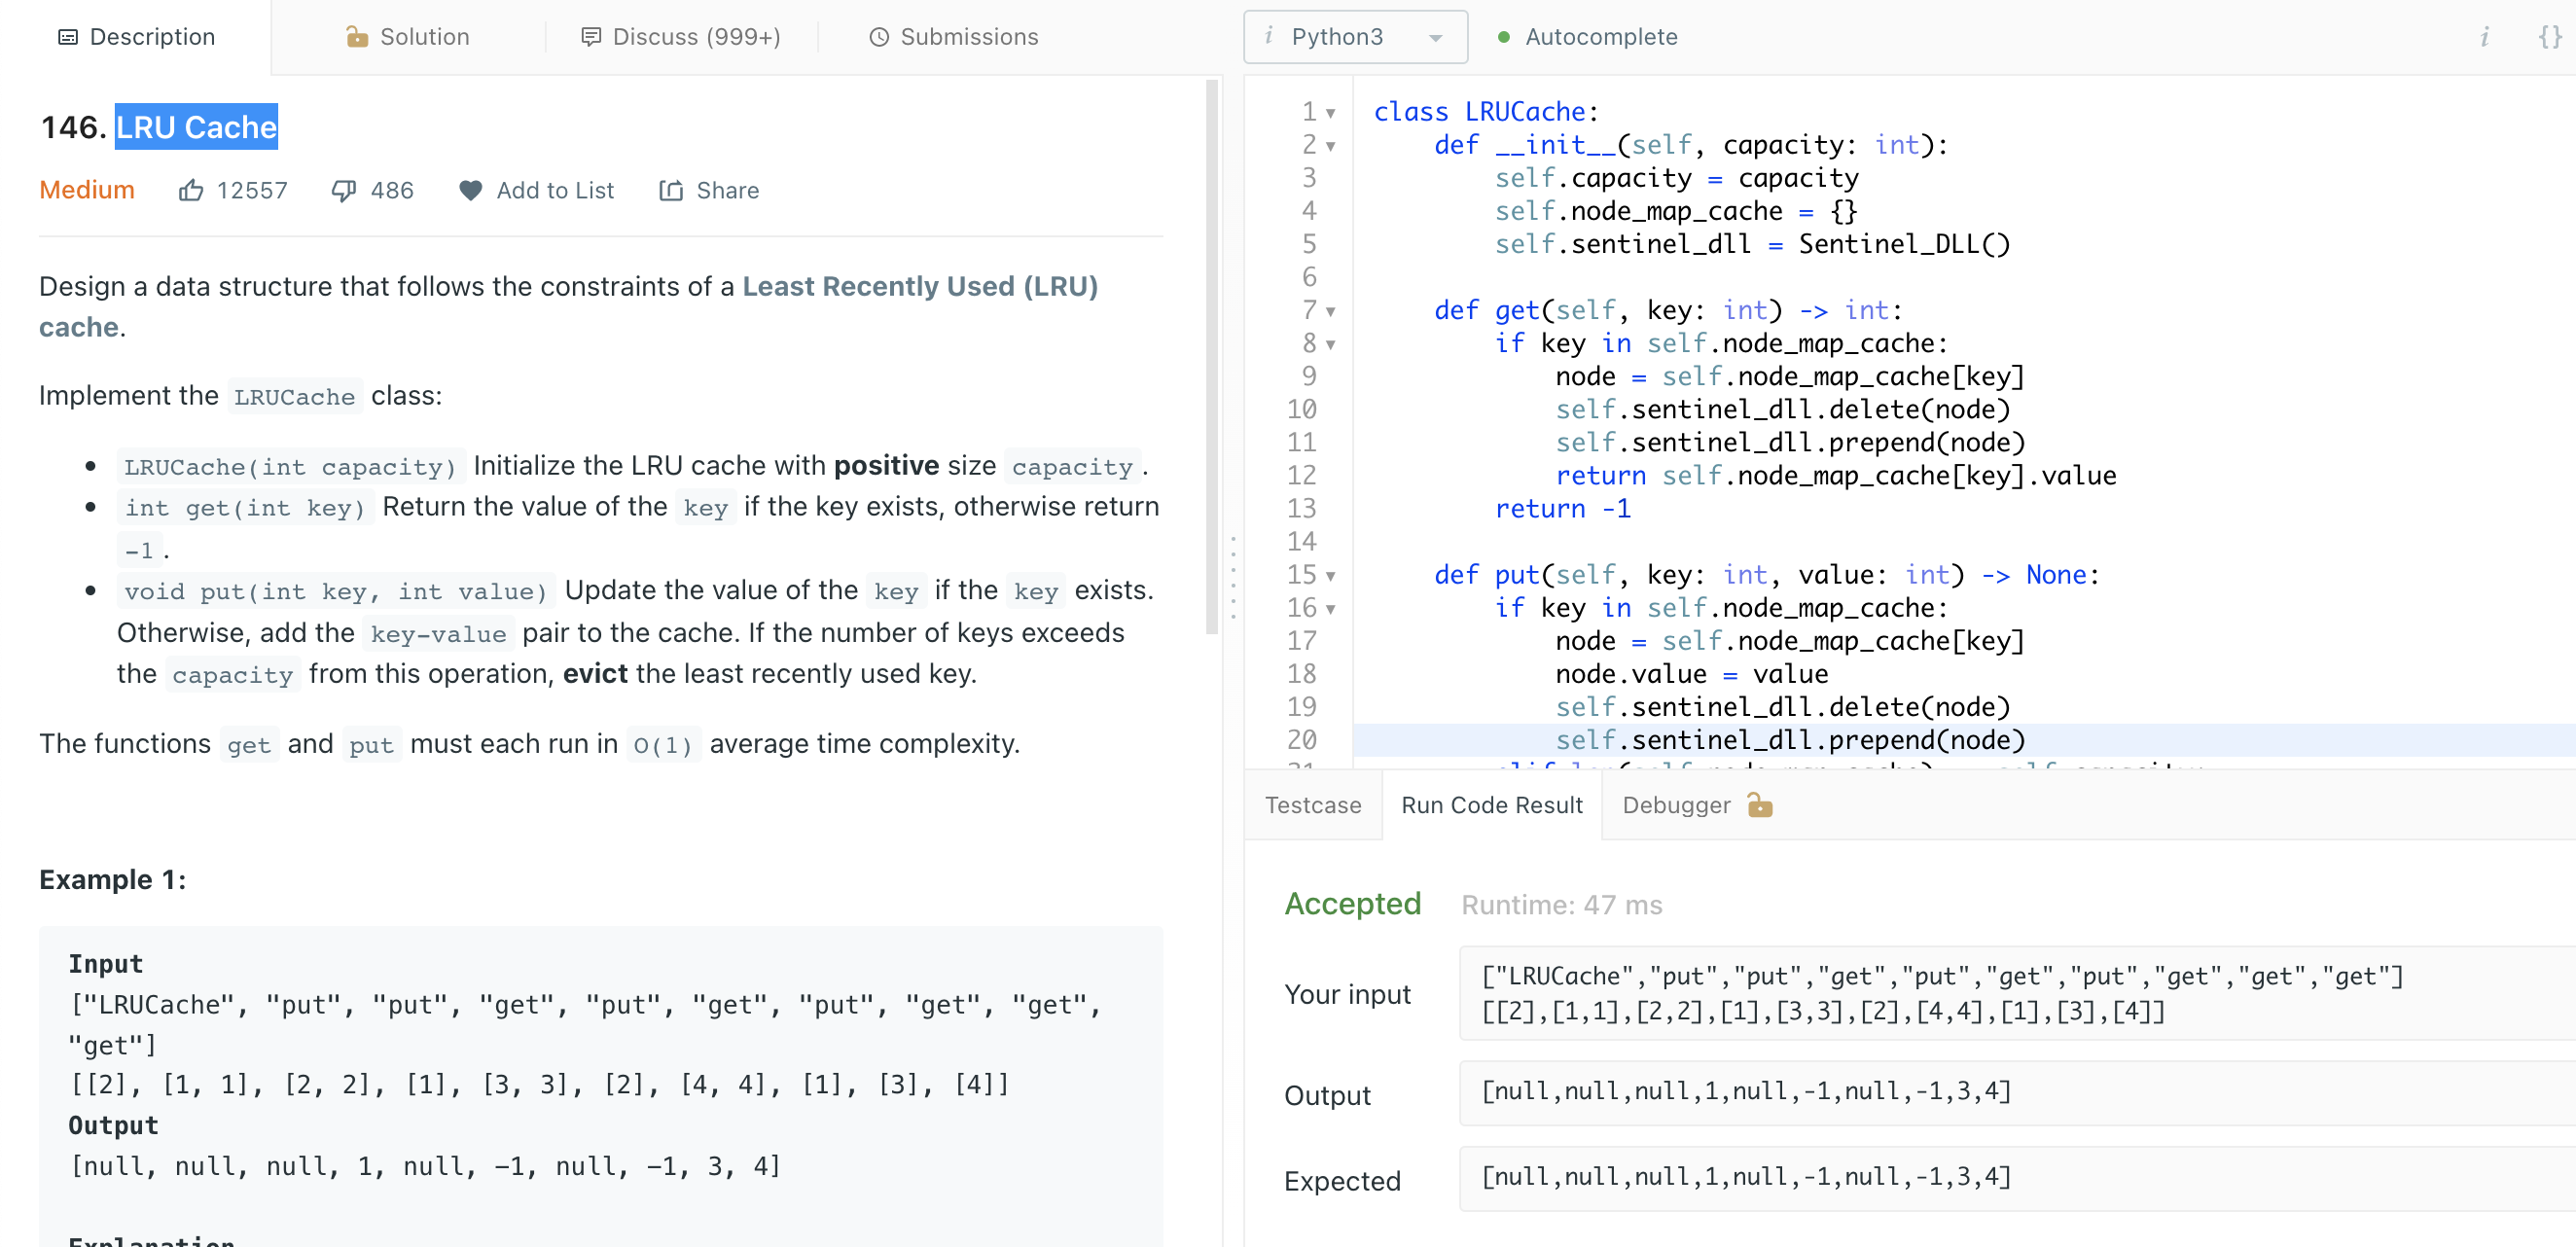 Description
Solution
Discuss (999+)
Submissions
146. LRU Cache
Medium 12557 486 Add to List Share
Design a data structure that follows the constraints of a Least Recently Used (LRU)
cache.
Implement the LRUCache class:
• LRUCache(int capacity) Initialize the LRU cache with positive size capacity.
• int get(int key) Return the value of the key if the key exists, otherwise return
-1.
• void put(int key, int value) Update the value of the key if the key exists.
Otherwise, add the key-value pair to the cache. If the number of keys exceeds
the capacity from this operation, evict the least recently used key.
The functions get and put must each run in O(1) average time complexity.
Example 1:
Input
["LRUCache", "put", "put", "get", "put", "get", "put", "get", "get",
"get"]
[[2], [1, 1], [2, 2], [1], [3, 3], [2], [4, 4], [1], [3], [4]]
Output
[null, null, null, 1, null, -1, null, -1, 3, 4]
Explanation
i Python3
Autocomplete
i {}
1 class LRUCache:
2     def __init__(self, capacity: int):
3         self.capacity = capacity
4         self.node_map_cache = {}
5         self.sentinel_dll = Sentinel_DLL()
6
7     def get(self, key: int) -> int:
8         if key in self.node_map_cache:
9             node = self.node_map_cache[key]
10             self.sentinel_dll.delete(node)
11             self.sentinel_dll.prepend(node)
12             return self.node_map_cache[key].value
13         return -1
14
15     def put(self, key: int, value: int) -> None:
16         if key in self.node_map_cache:
17             node = self.node_map_cache[key]
18             node.value = value
19             self.sentinel_dll.delete(node)
20             self.sentinel_dll.prepend(node)
Testcase
Run Code Result
Debugger
Accepted Runtime: 47 ms
Your input
["LRUCache","put","put","get","put","get","put","get","get","get"]
[[2],[1,1],[2,2],[1],[3,3],[2],[4,4],[1],[3],[4]]
Output
[null,null,null,1,null,-1,null,-1,3,4]
Expected
[null,null,null,1,null,-1,null,-1,3,4]